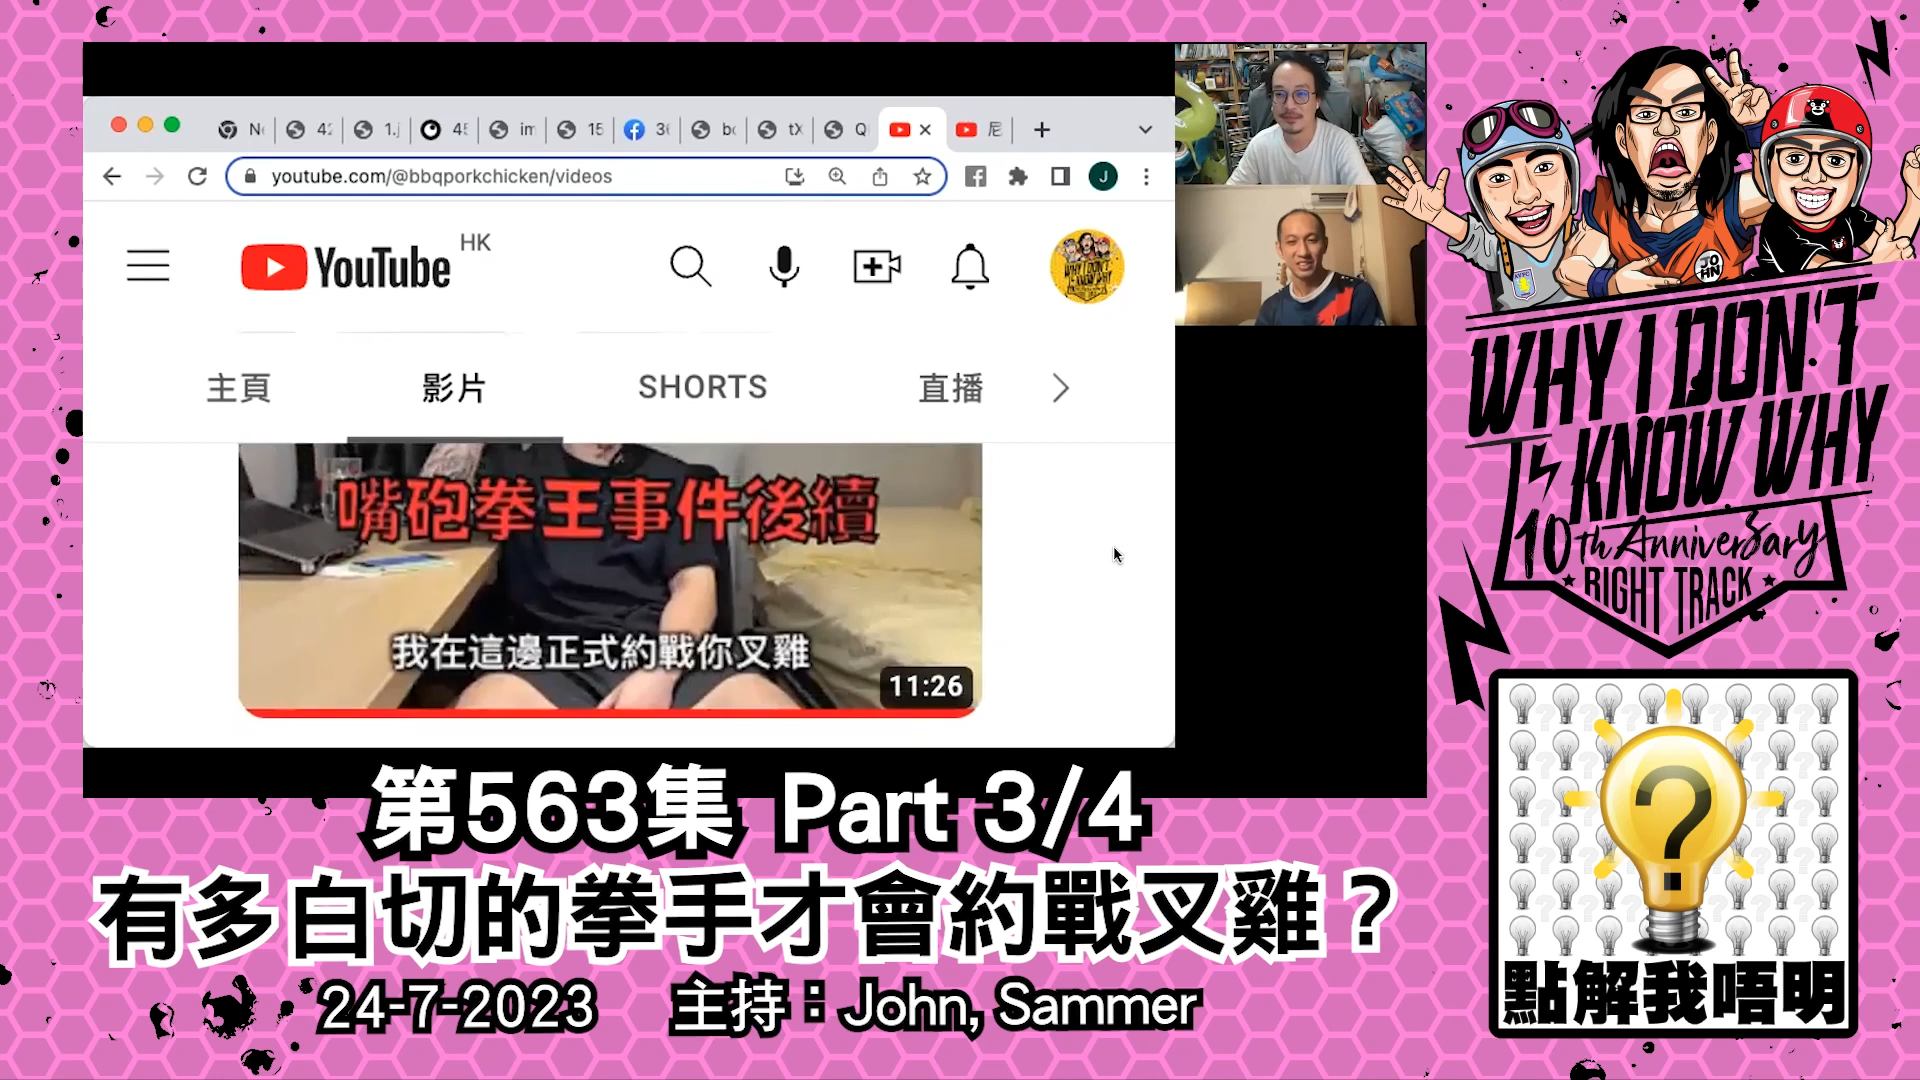 youtube.com/@bbqporkchicken/videos
YouTube HK
主頁
影片
SHORTS
直播
嘴砲拳王事件後續
我在這邊正式約戰你叉雞
11:26
JOHN
WHY I DON'T
KNOW WHY
10th Anniversary
RIGHT TRACK
點解我唔明
第563集 Part 3/4
有多白切的拳手才會約戰叉雞？
24-7-2023 主持：John, Sammer